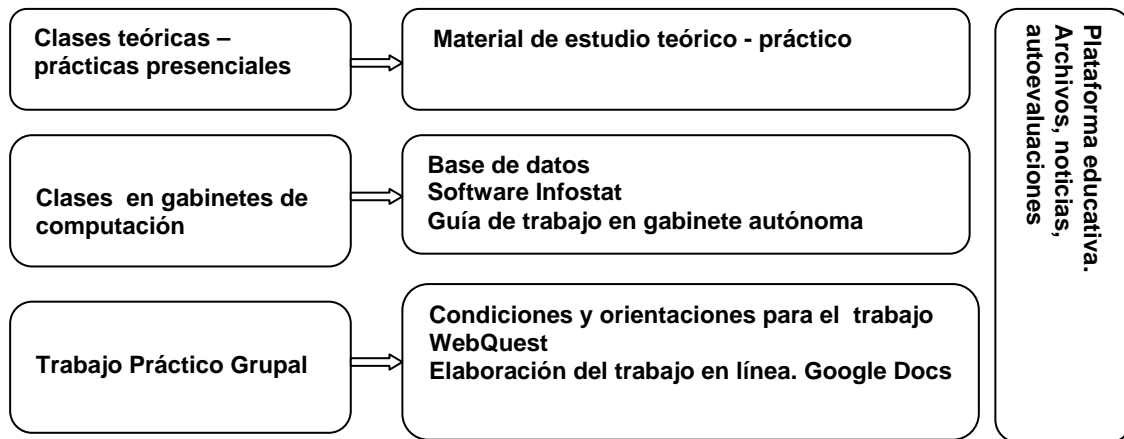 Clases teóricas –
prácticas presenciales
Material de estudio teórico - práctico
Clases en gabinetes de
computación
Base de datos
Software Infostat
Guía de trabajo en gabinete autónoma
Trabajo Práctico Grupal
Condiciones y orientaciones para el trabajo
WebQuest
Elaboración del trabajo en línea. Google Docs
Plataforma educativa.
Archivos, noticias,
autoevaluaciones